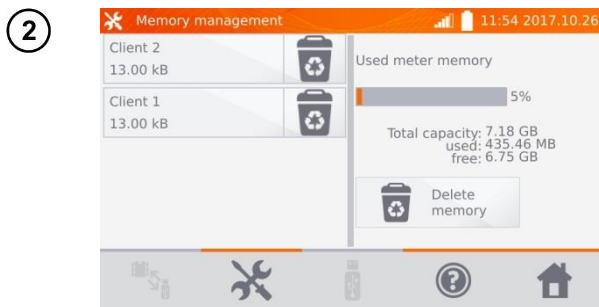 2
Memory management 11:54 2017.10.26
Client 2
13.00 kB
Client 1
13.00 kB
Used meter memory
5%
Total capacity: 7.18 GB
used: 435.46 MB
free: 6.75 GB
Delete
memory
?